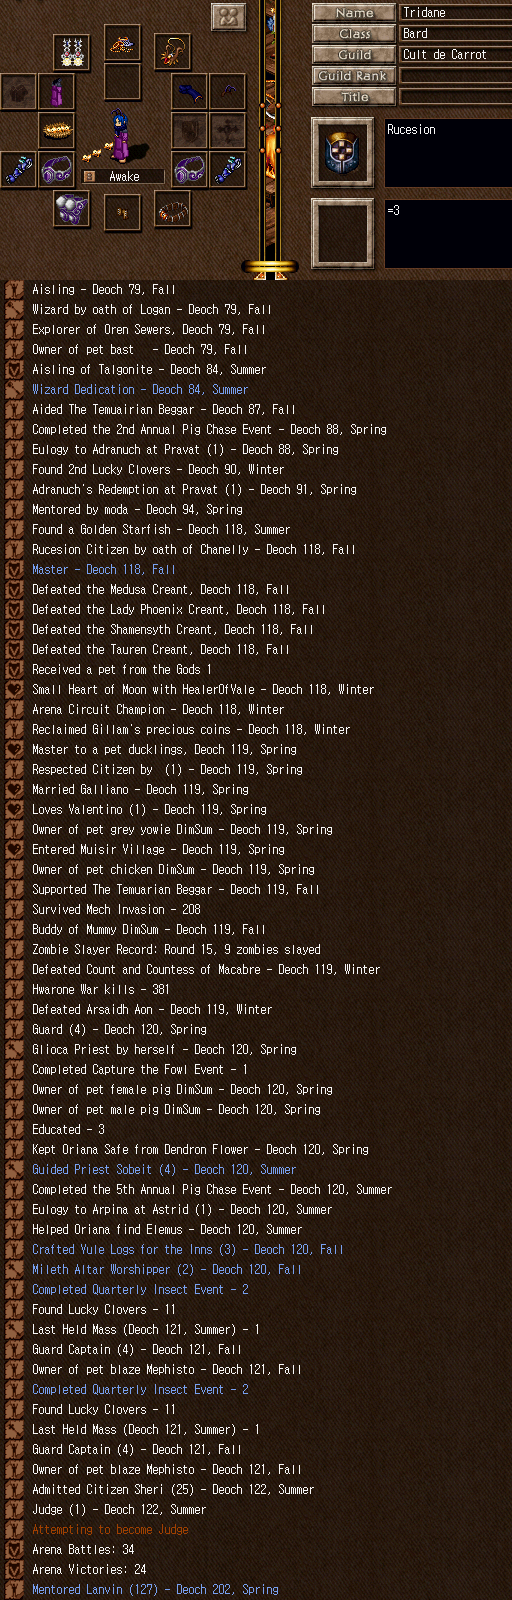 Name Tridane
Class Bard
Guild Cult de Carrot
Guild Rank
Title
Rucesion
Awake
=3
Aisling - Deoch 79, Fall
Wizard by oath of Logan - Deoch 79, Fall
Explorer of Oren Sewers, Deoch 79, Fall
Owner of pet bast - Deoch 79, Fall
Aisling of Talgonite - Deoch 84, Summer
Wizard Dedication - Deoch 84, Summer
Aided The Temuairian Beggar - Deoch 87, Fall
Completed the 2nd Annual Pig Chase Event - Deoch 88, Spring
Eulogy to Adranuch at Pravat (1) - Deoch 88, Spring
Found 2nd Lucky Clovers - Deoch 90, Winter
Adranuch's Redemption at Pravat (1) - Deoch 91, Spring
Mentored by moda - Deoch 94, Spring
Found a Golden Starfish - Deoch 118, Summer
Rucesion Citizen by oath of Chanelly - Deoch 118, Fall
Master - Deoch 118, Fall
Defeated the Medusa Creant, Deoch 118, Fall
Defeated the Lady Phoenix Creant, Deoch 118, Fall
Defeated the Shamensyth Creant, Deoch 118, Fall
Defeated the Tauren Creant, Deoch 118, Fall
Received a pet from the Gods 1
Small Heart of Moon with HealerOfVale - Deoch 118, Winter
Arena Circuit Champion - Deoch 118, Winter
Reclaimed Gillam's precious coins - Deoch 118, Winter
Master to a pet ducklings, Deoch 119, Spring
Respected Citizen by (1) - Deoch 119, Spring
Married Galliano - Deoch 119, Spring
Loves Valentino (1) - Deoch 119, Spring
Owner of pet grey yowie DimSum - Deoch 119, Spring
Entered Muisir Village - Deoch 119, Spring
Owner of pet chicken DimSum - Deoch 119, Spring
Supported The Temuarian Beggar - Deoch 119, Fall
Survived Mech Invasion - 208
Buddy of Mummy DimSum - Deoch 119, Fall
Zombie Slayer Record: Round 15, 9 zombies slayed
Defeated Count and Countess of Macabre - Deoch 119, Winter
Hwarone War kills - 381
Defeated Arsaidh Aon - Deoch 119, Winter
Guard (4) - Deoch 120, Spring
Glioca Priest by herself - Deoch 120, Spring
Completed Capture the Fowl Event - 1
Owner of pet female pig DimSum - Deoch 120, Spring
Owner of pet male pig DimSum - Deoch 120, Spring
Educated - 3
Kept Oriana Safe from Dendron Flower - Deoch 120, Spring
Guided Priest Sobeit (4) - Deoch 120, Summer
Completed the 5th Annual Pig Chase Event - Deoch 120, Summer
Eulogy to Arpina at Astrid (1) - Deoch 120, Summer
Helped Oriana find Elemus - Deoch 120, Summer
Crafted Yule Logs for the Inns (3) - Deoch 120, Fall
Mileth Altar Worshipper (2) - Deoch 120, Fall
Completed Quarterly Insect Event - 2
Found Lucky Clovers - 11
Last Held Mass (Deoch 121, Summer) - 1
Guard Captain (4) - Deoch 121, Fall
Owner of pet blaze Mephisto - Deoch 121, Fall
Completed Quarterly Insect Event - 2
Found Lucky Clovers - 11
Last Held Mass (Deoch 121, Summer) - 1
Guard Captain (4) - Deoch 121, Fall
Owner of pet blaze Mephisto - Deoch 121, Fall
Admitted Citizen Sheri (25) - Deoch 122, Summer
Judge (1) - Deoch 122, Summer
Attempting to become Judge
Arena Battles: 34
Arena Victories: 24
Mentored Lanvin (127) - Deoch 202, Spring